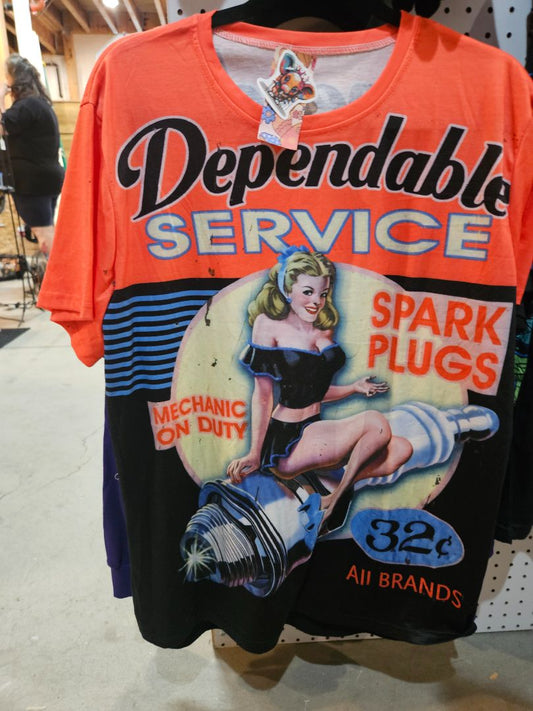 Dependable
SERVICE
SPARK
PLUGS
MECHANIC
ON DUTY
32¢
All BRANDS